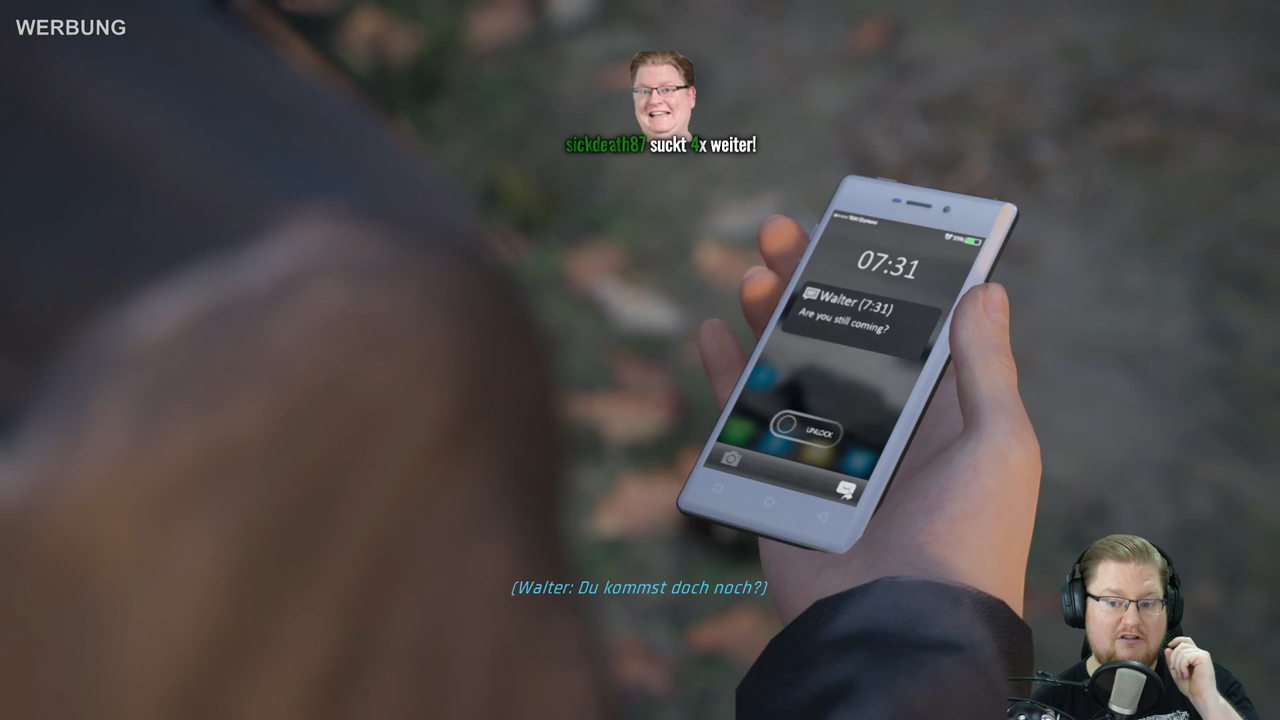 WERBUNG
sickdeath87 suckt 4x weiter!
07:31
Walter (7:31)
Are you still coming?
UNLOCK
(Walter: Du kommst doch noch?)